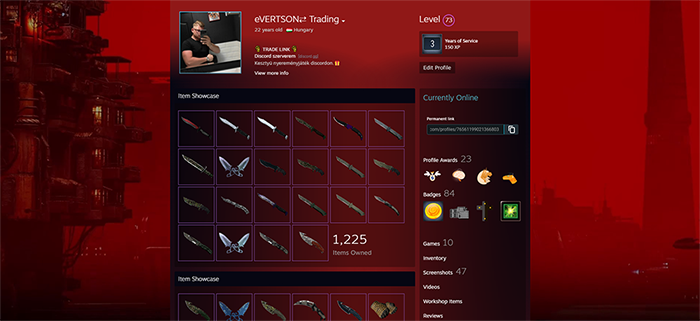 eVERTSON⇄ Trading
22 years old Hungary
TRADE LINK
Discord szerverem
Kesztyű nyereményjáték discordon.
View more info
Level 73
3 Years of Service
150 XP
Edit Profile
Item Showcase
1,225
Items Owned
Item Showcase
Currently Online
Permanent link
Profile Awards 23
Badges 84
Games 10
Inventory
Screenshots 47
Videos
Workshop Items
Reviews